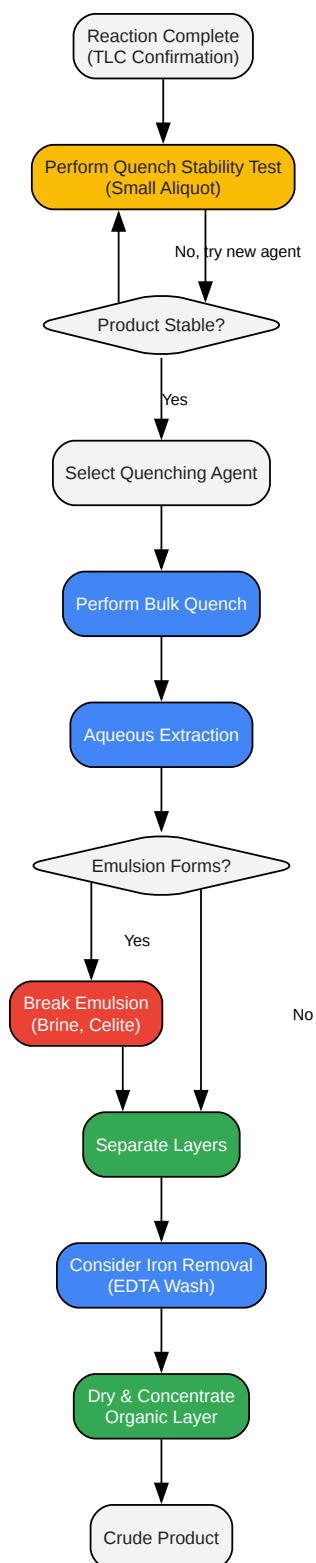 Reaction Complete
(TLC Confirmation)
Perform Quench Stability Test
(Small Aliquot)
No, try new agent
Product Stable?
Yes
Select Quenching Agent
Perform Bulk Quench
Aqueous Extraction
Emulsion Forms?
Yes
Break Emulsion
(Brine, Celite)
No
Separate Layers
Consider Iron Removal
(EDTA Wash)
Dry & Concentrate
Organic Layer
Crude Product